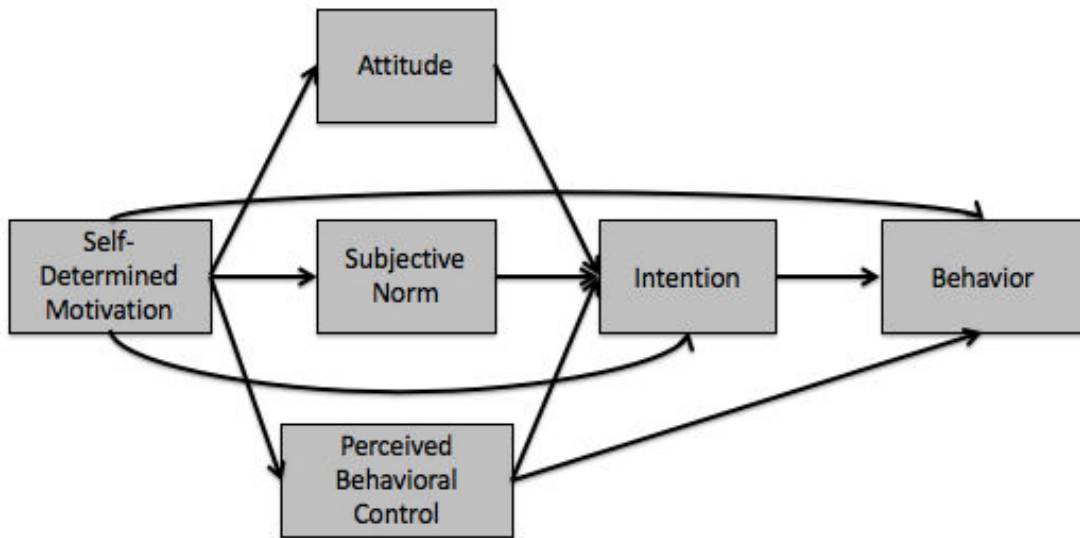 Attitude
Self-
Determined
Motivation
Subjective
Norm
Intention
Behavior
Perceived
Behavioral
Control